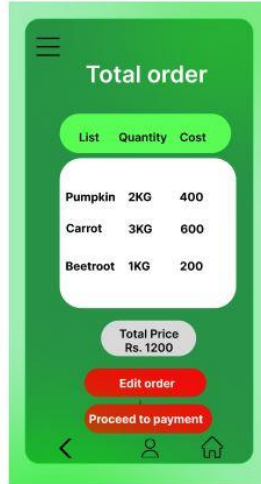 Total order
List Quantity Cost
Pumpkin 2KG 400
Carrot 3KG 600
Beetroot 1KG 200
Total Price
Rs. 1200
Edit order
Proceed to payment